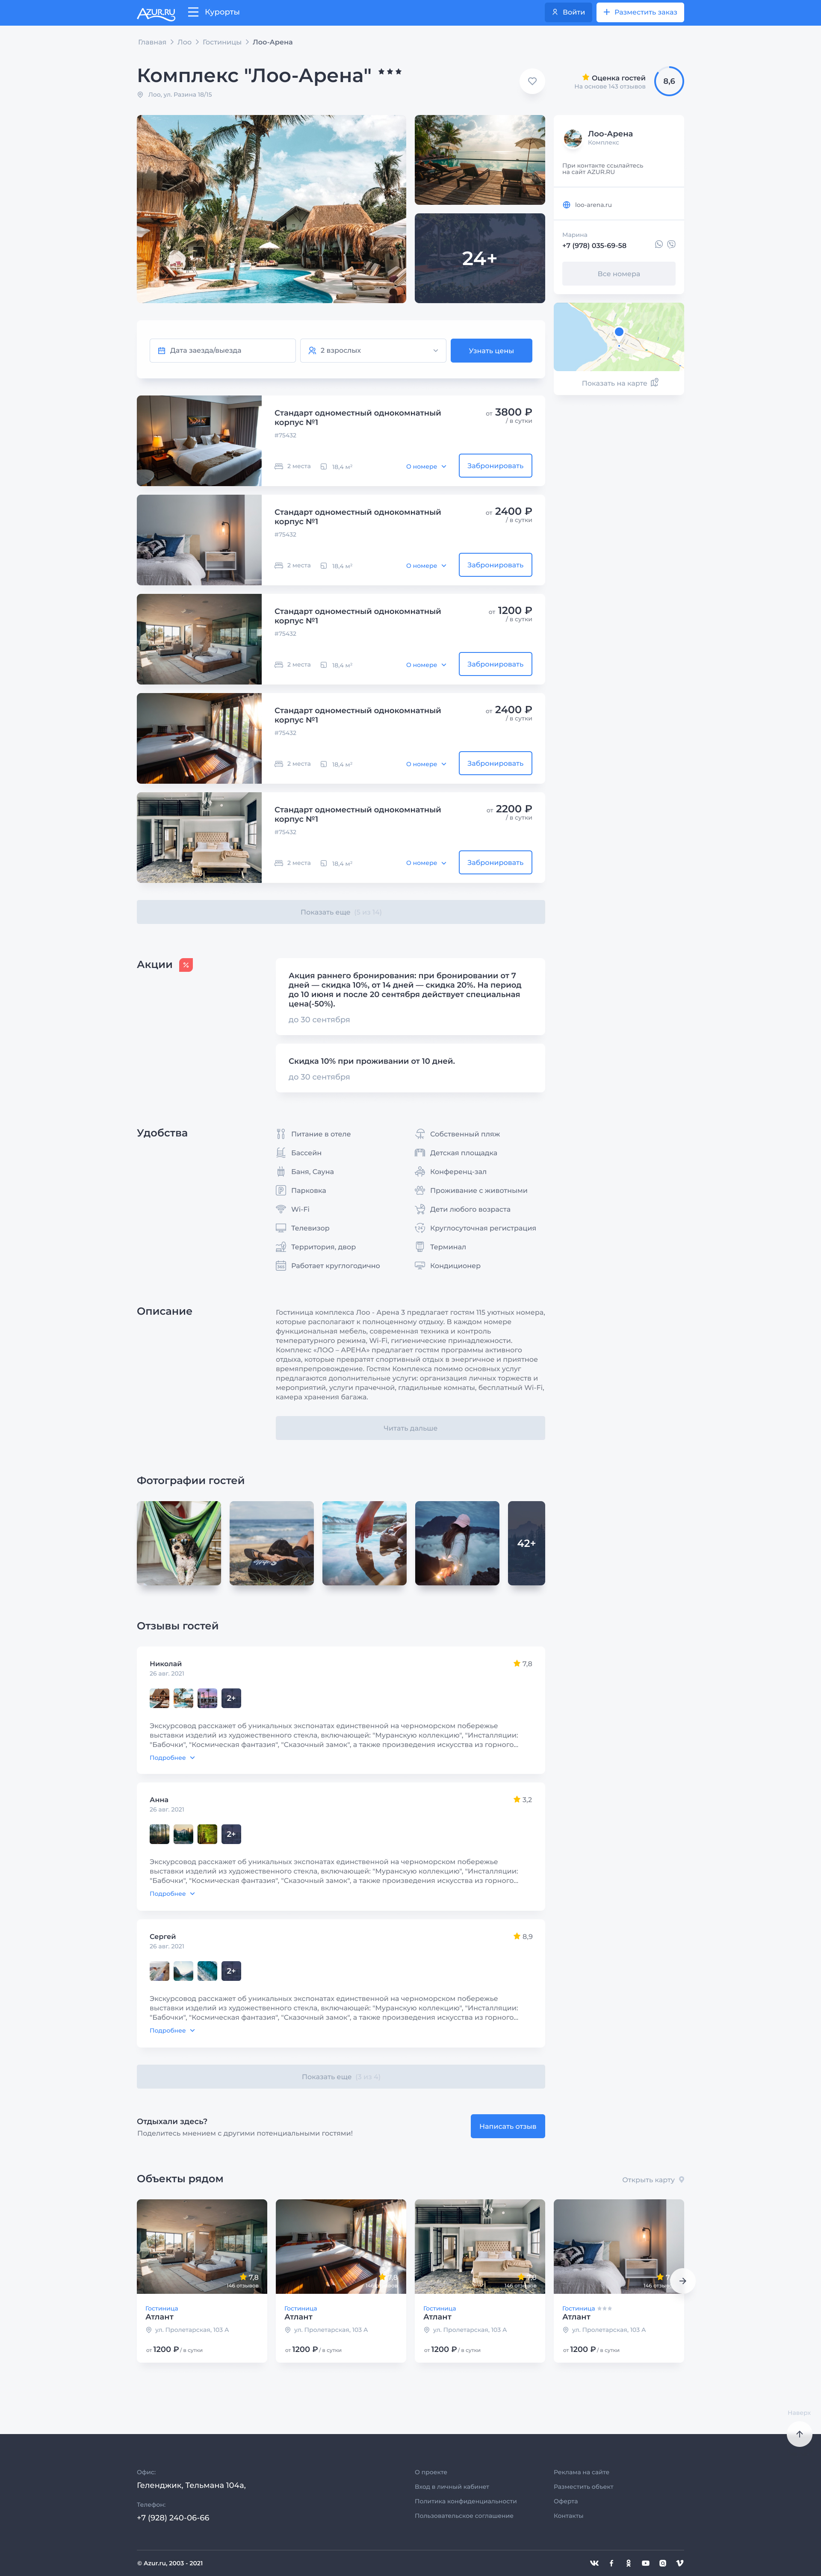 AZUR.RU
Курорты
Войти
Разместить заказ
Главная
Лоо
Гостиницы
Лоо-Арена
Комплекс "Лоо-Арена"
Лоо, ул. Разина 18/15
Оценка гостей
На основе 143 отзывов
8,6
24+
Лоо-Арена
Комплекс
При контакте ссылайтесь
на сайт AZUR.RU
loo-arena.ru
Марина
+7 (978) 035-69-58
Все номера
Показать на карте
Дата заезда/выезда
2 взрослых
Узнать цены
Стандарт одноместный однокомнатный
корпус №1
#75432
от 3800 ₽
/ в сутки
2 места
18,4 м²
О номере
Забронировать
Стандарт одноместный однокомнатный
корпус №1
#75432
от 2400 ₽
/ в сутки
2 места
18,4 м²
О номере
Забронировать
Стандарт одноместный однокомнатный
корпус №1
#75432
от 1200 ₽
/ в сутки
2 места
18,4 м²
О номере
Забронировать
Стандарт одноместный однокомнатный
корпус №1
#75432
от 2400 ₽
/ в сутки
2 места
18,4 м²
О номере
Забронировать
Стандарт одноместный однокомнатный
корпус №1
#75432
от 2200 ₽
/ в сутки
2 места
18,4 м²
О номере
Забронировать
Показать еще (5 из 14)
Акции
Акция раннего бронирования: при бронировании от 7
дней — скидка 10%, от 14 дней — скидка 20%. На период
до 10 июня и после 20 сентября действует специальная
цена(-50%).
до 30 сентября
Скидка 10% при проживании от 10 дней.
до 30 сентября
Удобства
Питание в отеле
Собственный пляж
Бассейн
Детская площадка
Баня, Сауна
Конференц-зал
Парковка
Проживание с животными
Wi-Fi
Дети любого возраста
Телевизор
Круглосуточная регистрация
Территория, двор
Терминал
Работает круглогодично
Кондиционер
Описание
Гостиница комплекса Лоо - Арена 3 предлагает гостям 115 уютных номера,
которые располагают к полноценному отдыху. В каждом номере
функциональная мебель, современная техника и контроль
температурного режима, Wi-Fi, гигиенические принадлежности.
Комплекс «ЛОО – АРЕНА» предлагает гостям программы активного
отдыха, которые превратят спортивный отдых в энергичное и приятное
времяпрепровождение. Гостям Комплекса помимо основных услуг
предлагаются дополнительные услуги: организация личных торжеств и
мероприятий, услуги прачечной, гладильные комнаты, бесплатный Wi-Fi,
камера хранения багажа.
Читать дальше
Фотографии гостей
42+
Отзывы гостей
Николай
7,8
26 авг. 2021
2+
Экскурсовод расскажет об уникальных экспонатах единственной на черноморском побережье
выставки изделий из художественного стекла, включающей: "Муранскую коллекцию", "Инсталляции:
"Бабочки", "Космическая фантазия", "Сказочный замок", а также произведения искусства из горного...
Подробнее
Анна
3,2
26 авг. 2021
2+
Экскурсовод расскажет об уникальных экспонатах единственной на черноморском побережье
выставки изделий из художественного стекла, включающей: "Муранскую коллекцию", "Инсталляции:
"Бабочки", "Космическая фантазия", "Сказочный замок", а также произведения искусства из горного...
Подробнее
Сергей
8,9
26 авг. 2021
2+
Экскурсовод расскажет об уникальных экспонатах единственной на черноморском побережье
выставки изделий из художественного стекла, включающей: "Муранскую коллекцию", "Инсталляции:
"Бабочки", "Космическая фантазия", "Сказочный замок", а также произведения искусства из горного...
Подробнее
Показать еще (3 из 4)
Отдыхали здесь?
Поделитесь мнением с другими потенциальными гостями!
Написать отзыв
Объекты рядом
Открыть карту
7,8
146 отзывов
Гостиница
Атлант
ул. Пролетарская, 103 А
от 1200 ₽ / в сутки
Гостиница
Атлант
ул. Пролетарская, 103 А
от 1200 ₽ / в сутки
146 отзывов
Гостиница
Атлант
ул. Пролетарская, 103 А
от 1200 ₽ / в сутки
Гостиница
Атлант
ул. Пролетарская, 103 А
от 1200 ₽ / в сутки
Наверх
Офис:
Геленджик, Тельмана 104а,
Телефон:
+7 (928) 240-06-66
О проекте
Вход в личный кабинет
Политика конфиденциальности
Пользовательское соглашение
Реклама на сайте
Разместить объект
Оферта
Контакты
© Azur.ru, 2003 - 2021